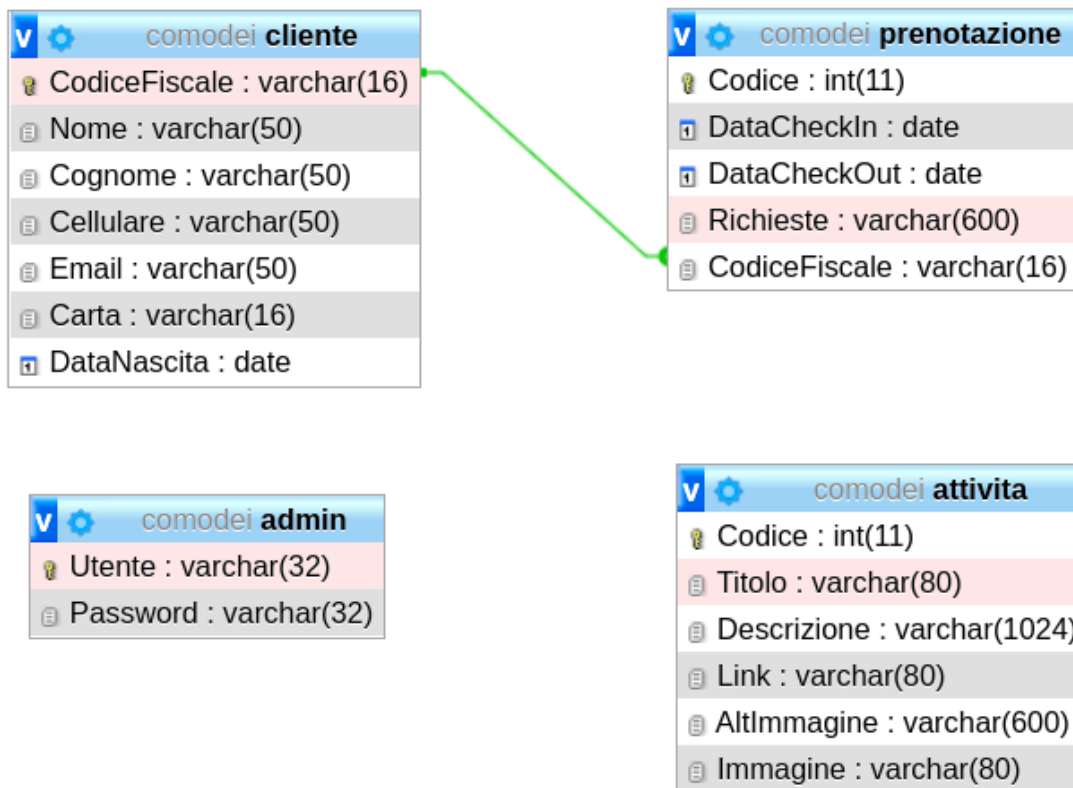 comodei cliente
CodiceFiscale : varchar(16)
Nome : varchar(50)
Cognome : varchar(50)
Cellulare : varchar(50)
Email : varchar(50)
Carta : varchar(16)
DataNascita : date
comodei prenotazione
Codice : int(11)
DataCheckIn : date
DataCheckOut : date
Richieste : varchar(600)
CodiceFiscale : varchar(16)
comodei admin
Utente : varchar(32)
Password : varchar(32)
comodei attivita
Codice : int(11)
Titolo : varchar(80)
Descrizione : varchar(1024)
Link : varchar(80)
AltImmagine : varchar(600)
Immagine : varchar(80)